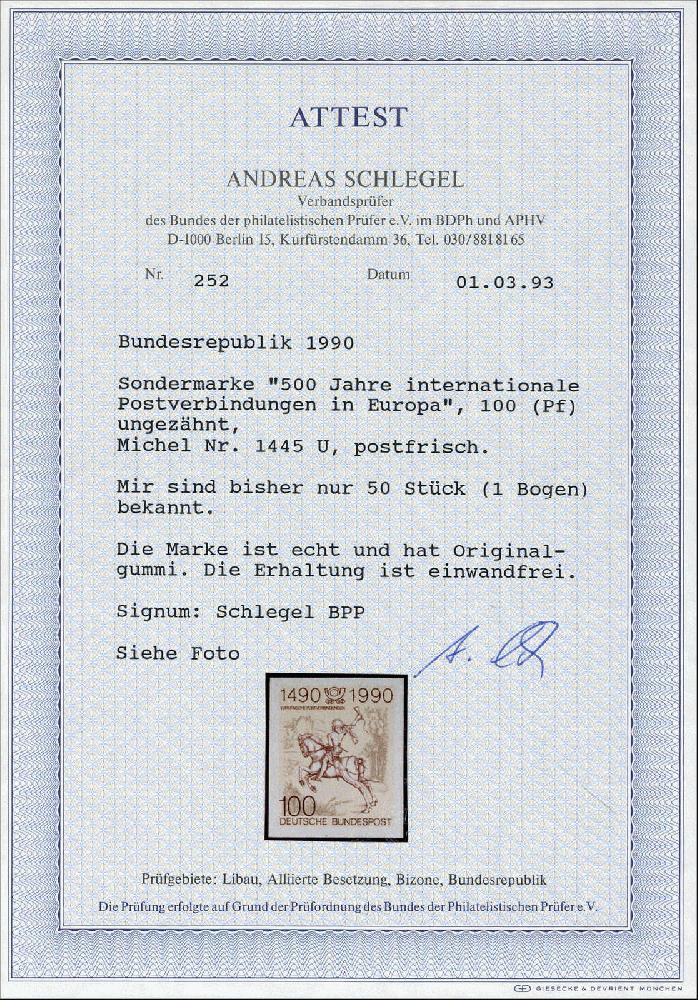 ATTEST
ANDREAS SCHLEGEL
Verbandsprüfer
des Bundes der philatelistischen Prüfer e.V. im BDPh und APHV
D-1000 Berlin 15, Kurfürstendamm 36, Tel. 030/8818165
Nr. 252 Datum 01.03.93
Bundesrepublik 1990
Sondermarke "500 Jahre internationale
Postverbindungen in Europa", 100 (Pf)
ungezähnt,
Michel Nr. 1445 U, postfrisch.
Mir sind bisher nur 50 Stück (1 Bogen)
bekannt.
Die Marke ist echt und hat Original-
gummi. Die Erhaltung ist einwandfrei.
Signum: Schlegel BPP
Siehe Foto
1490 1990
100
DEUTSCHE BUNDESPOST
Prüfgebiete: Libau, Alliierte Besetzung, Bizone, Bundesrepublik
Die Prüfung erfolgte auf Grund der Prüfordnung des Bundes der Philatelistischen Prüfer e.V.
GIESECKE & DEVRIENT MÜNCHEN